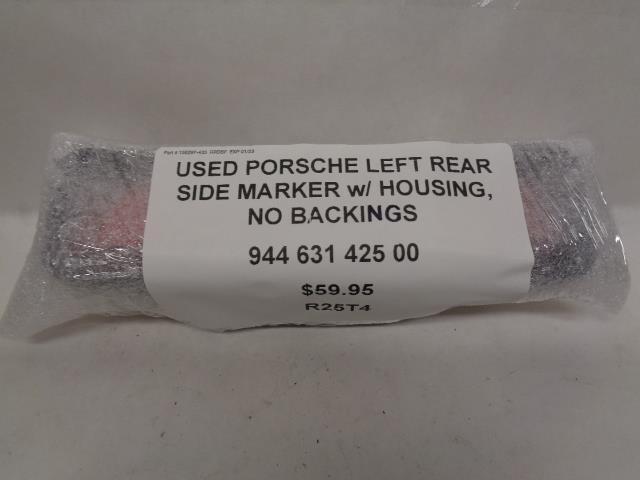 USED PORSCHE LEFT REAR
SIDE MARKER w/ HOUSING,
NO BACKINGS
944 631 425 00
$59.95
R25T4